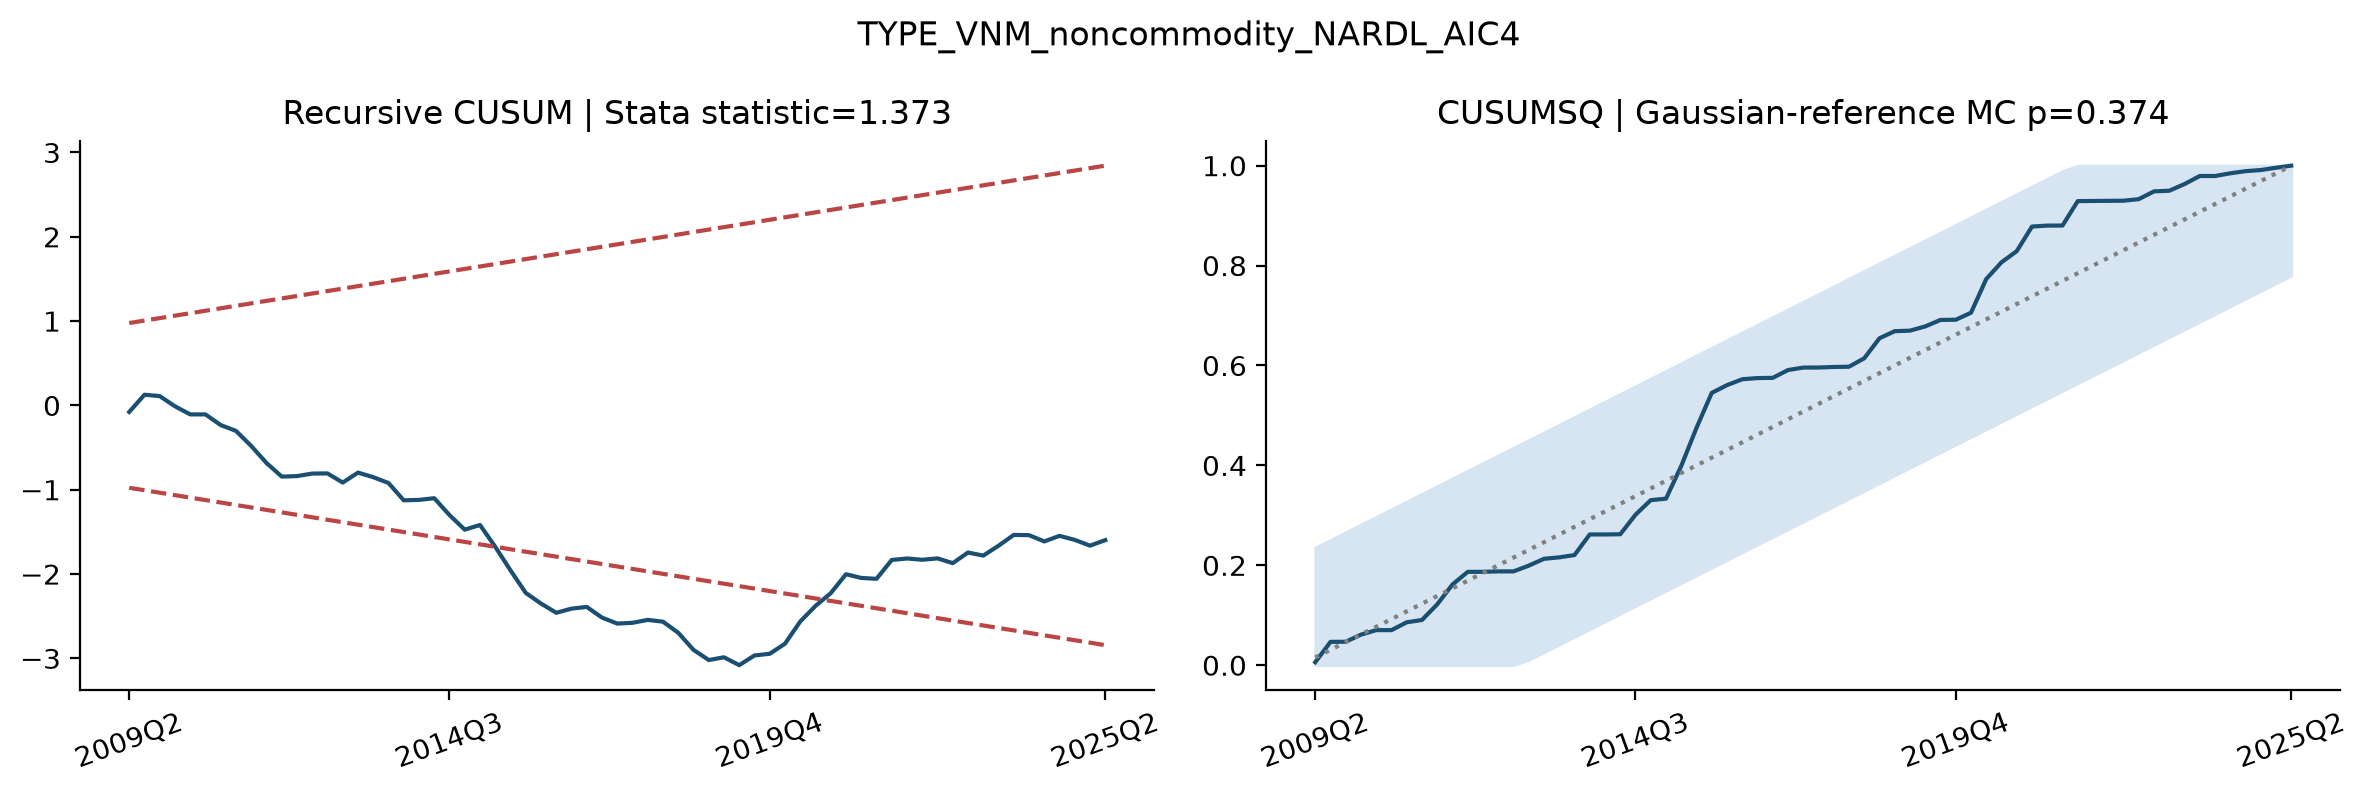 TYPE_VNM_noncommodity_NARDL_AIC4
Recursive CUSUM | Stata statistic=1.373
3
2
1
0
−1
−2
−3
2009Q2
2014Q3
2019Q4
2025Q2
CUSUMSQ | Gaussian-reference MC p=0.374
1.0
0.8
0.6
0.4
0.2
0.0
2009Q2
2014Q3
2019Q4
2025Q2